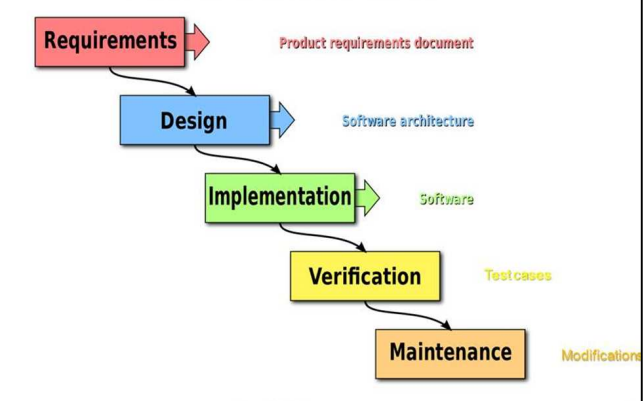 Requirements
Product requirements document
Design
Software architecture
Implementation
Software
Verification
Test cases
Maintenance
Modifications